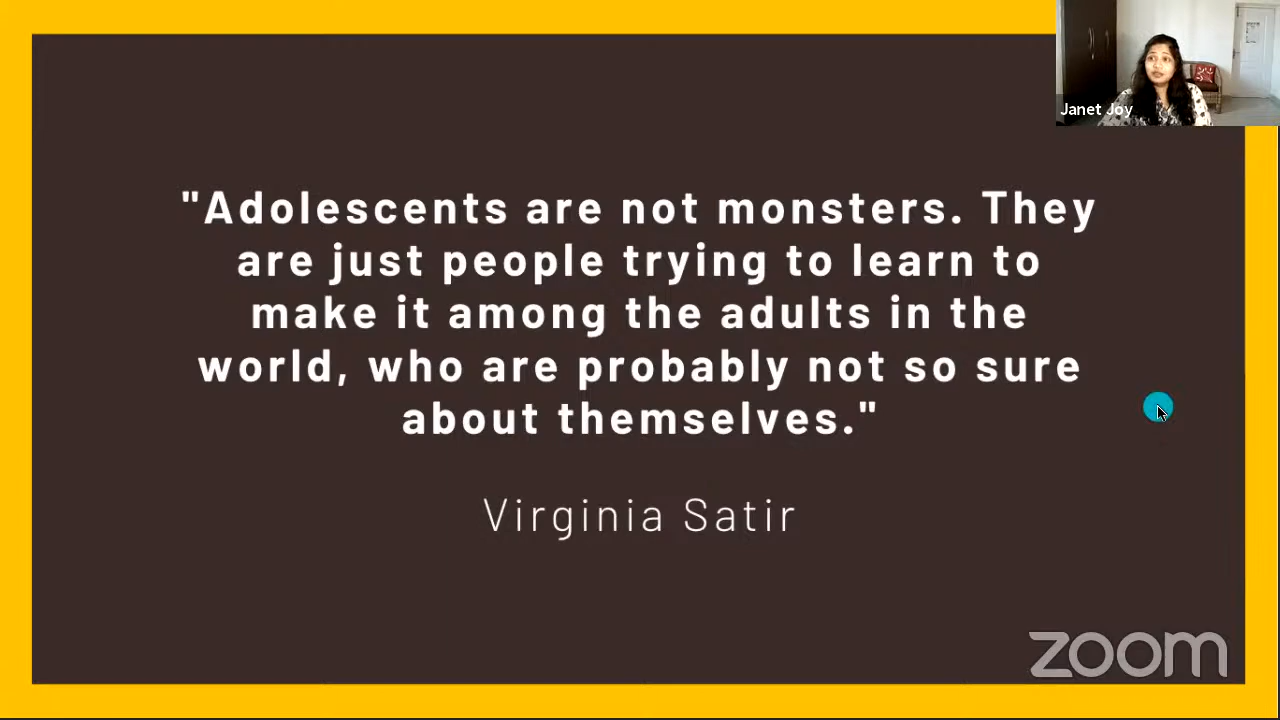 Janet Joy
"Adolescents are not monsters. They
are just people trying to learn to
make it among the adults in the
world, who are probably not so sure
about themselves."
Virginia Satir
zoom